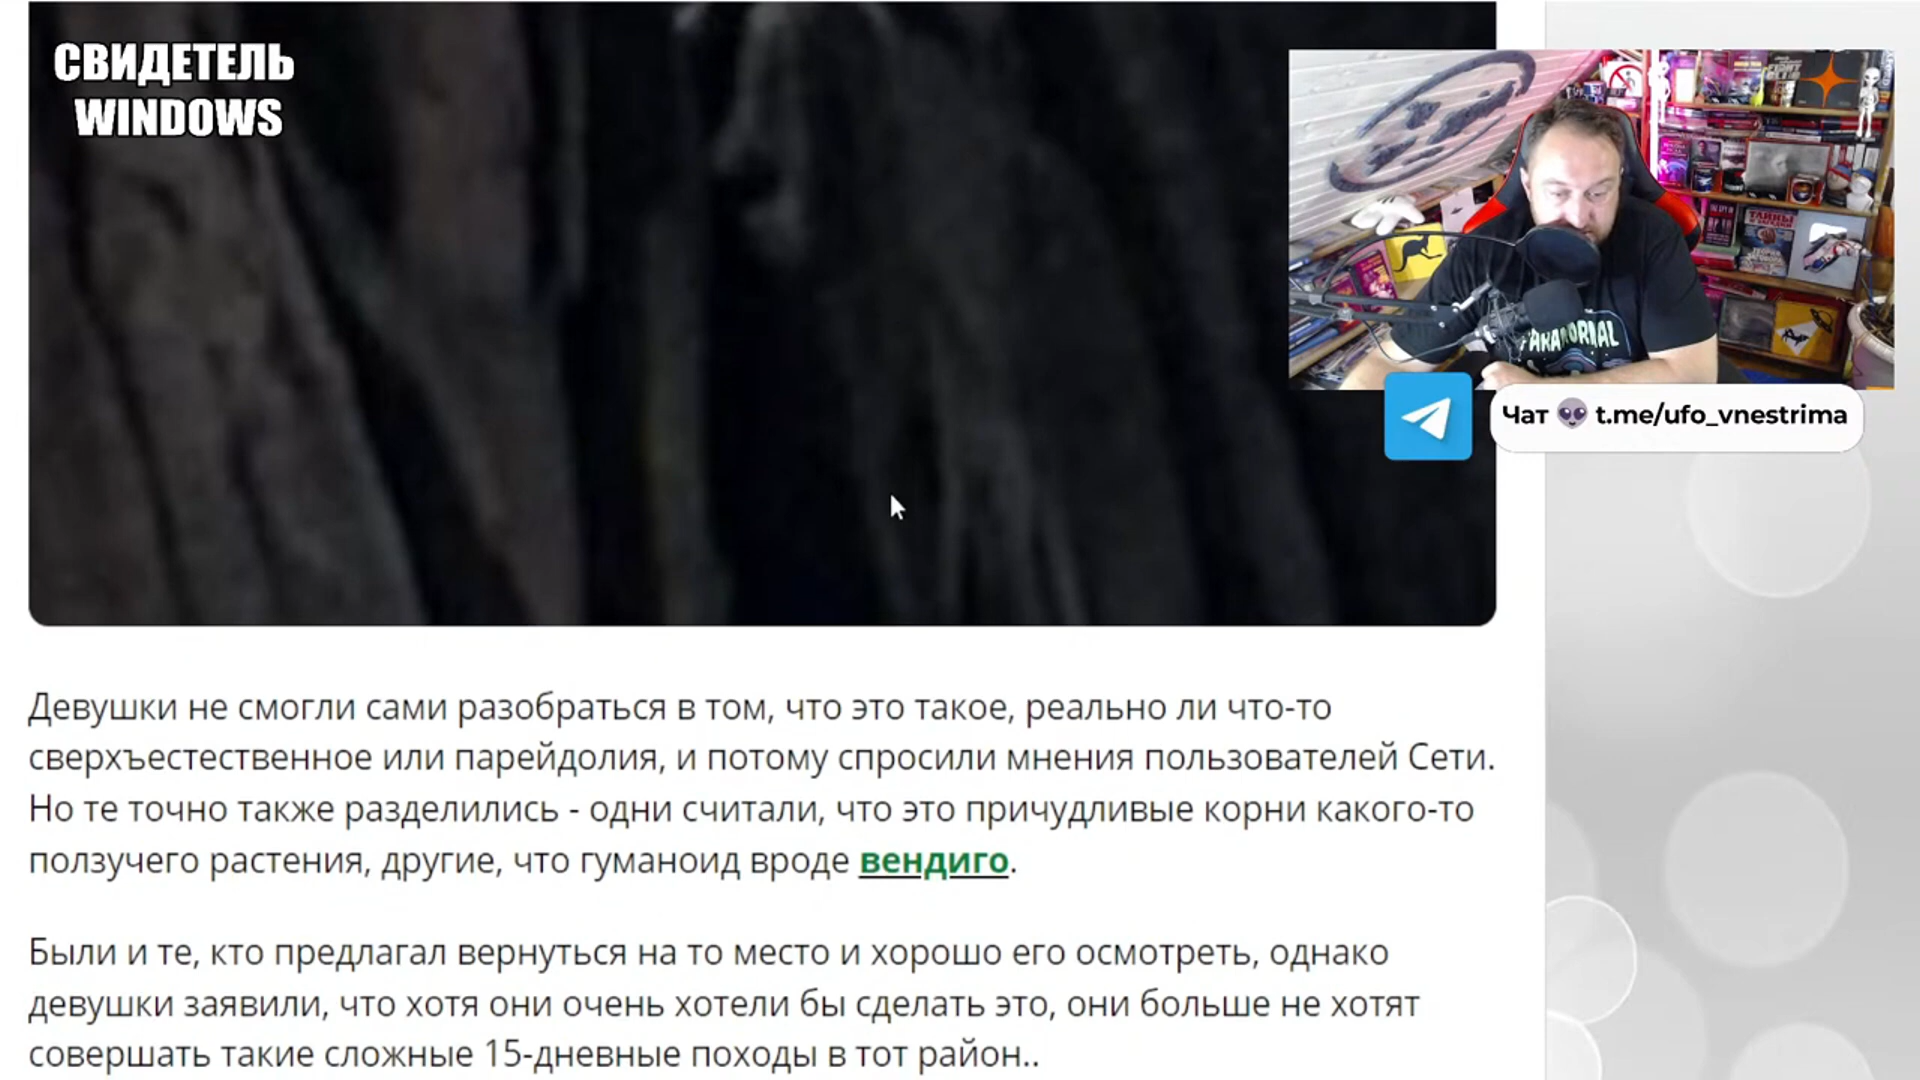 СВИДЕТЕЛЬ
WINDOWS
PARANORMAL
Чат 👽 t.me/ufo_vnestrima
Девушки не смогли сами разобраться в том, что это такое, реально ли что-то
сверхъестественное или парейдолия, и потому спросили мнения пользователей Сети.
Но те точно также разделились - одни считали, что это причудливые корни какого-то
ползучего растения, другие, что гуманоид вроде вендиго.
Были и те, кто предлагал вернуться на то место и хорошо его осмотреть, однако
девушки заявили, что хотя они очень хотели бы сделать это, они больше не хотят
совершать такие сложные 15-дневные походы в тот район..